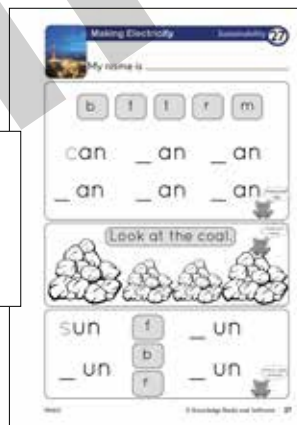 Making Electricity Sustainability 27
My name is
b f t r m
can _ an _ an
_ an _ an _ an
Look at the coal.
sun f _ un
b
_ un _ un
r
© Knowledge Books and Software 27